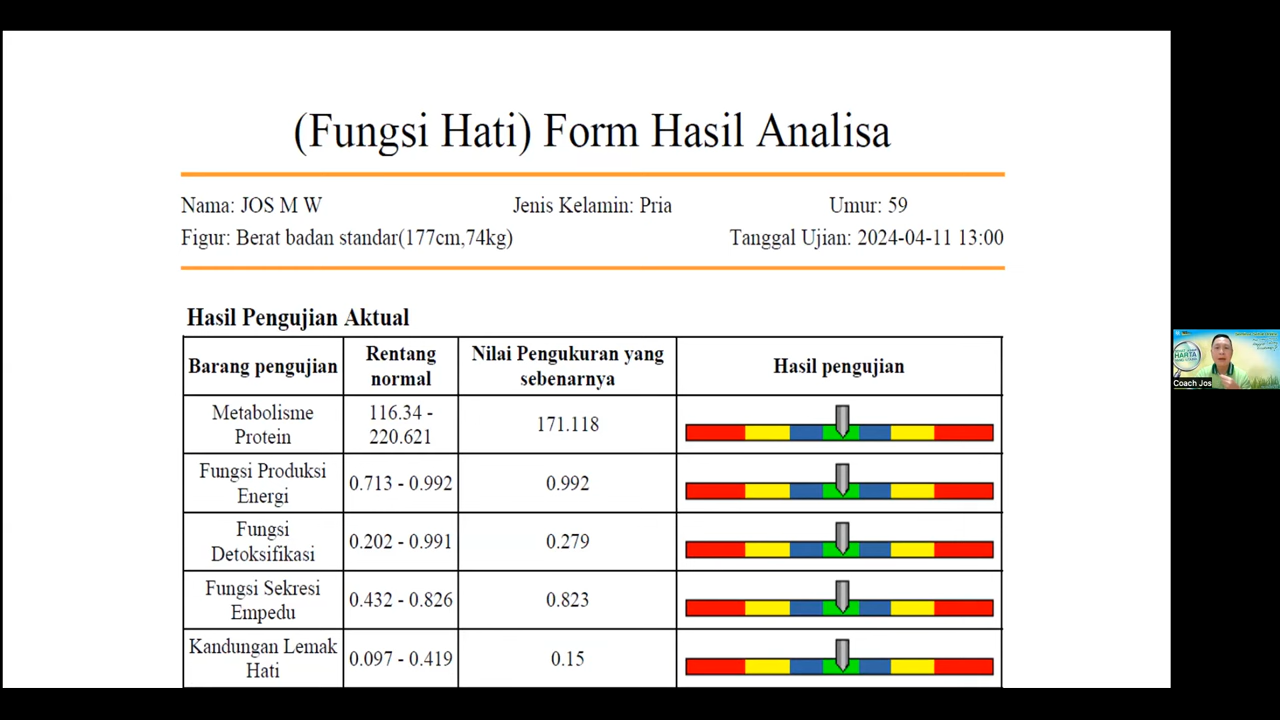 (Fungsi Hati) Form Hasil Analisa
Nama: JOS M W Jenis Kelamin: Pria Umur: 59
Figur: Berat badan standar(177cm,74kg) Tanggal Ujian: 2024-04-11 13:00
Hasil Pengujian Aktual
Barang pengujian Rentang normal Nilai Pengukuran yang sebenarnya Hasil pengujian
Metabolisme Protein 116.34 - 220.621 171.118
Fungsi Produksi Energi 0.713 - 0.992 0.992
Fungsi Detoksifikasi 0.202 - 0.991 0.279
Fungsi Sekresi Empedu 0.432 - 0.826 0.823
Kandungan Lemak Hati 0.097 - 0.419 0.15
HARTA
Coach Jos